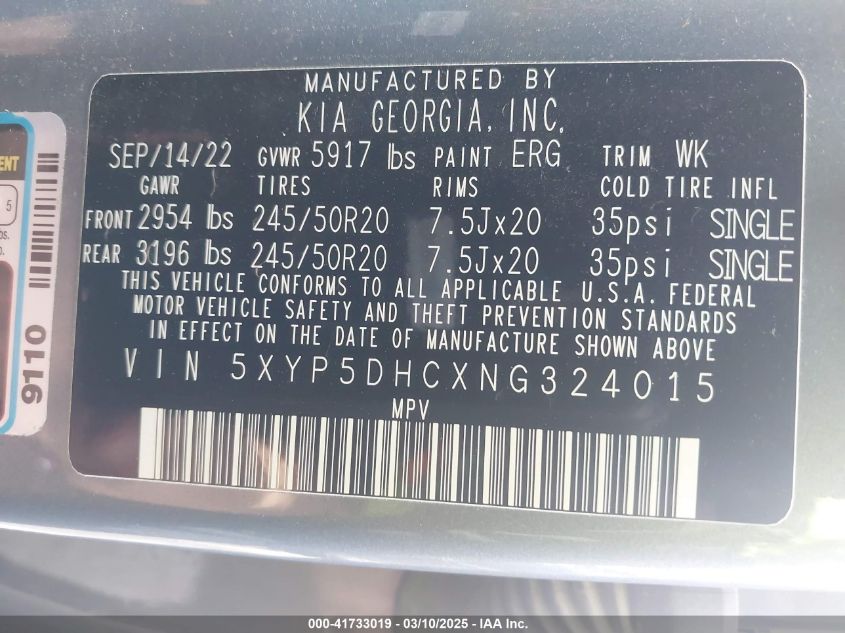 MANUFACTURED BY
KIA GEORGIA, INC.
SEP/14/22 GVWR 5917 lbs PAINT ERG TRIM WK
GAWR TIRES RIMS COLD TIRE INFL
FRONT 2954 lbs 245/50R20 7.5Jx20 35psi SINGLE
REAR 3196 lbs 245/50R20 7.5Jx20 35psi SINGLE
THIS VEHICLE CONFORMS TO ALL APPLICABLE U.S.A. FEDERAL
MOTOR VEHICLE SAFETY AND THEFT PREVENTION STANDARDS
IN EFFECT ON THE DATE OF MANUFACTURE SHOWN ABOVE
VIN 5XYP5DHCXNG324015
MPV
5
9110
000-41733019 - 03/10/2025 - IAA, Inc.